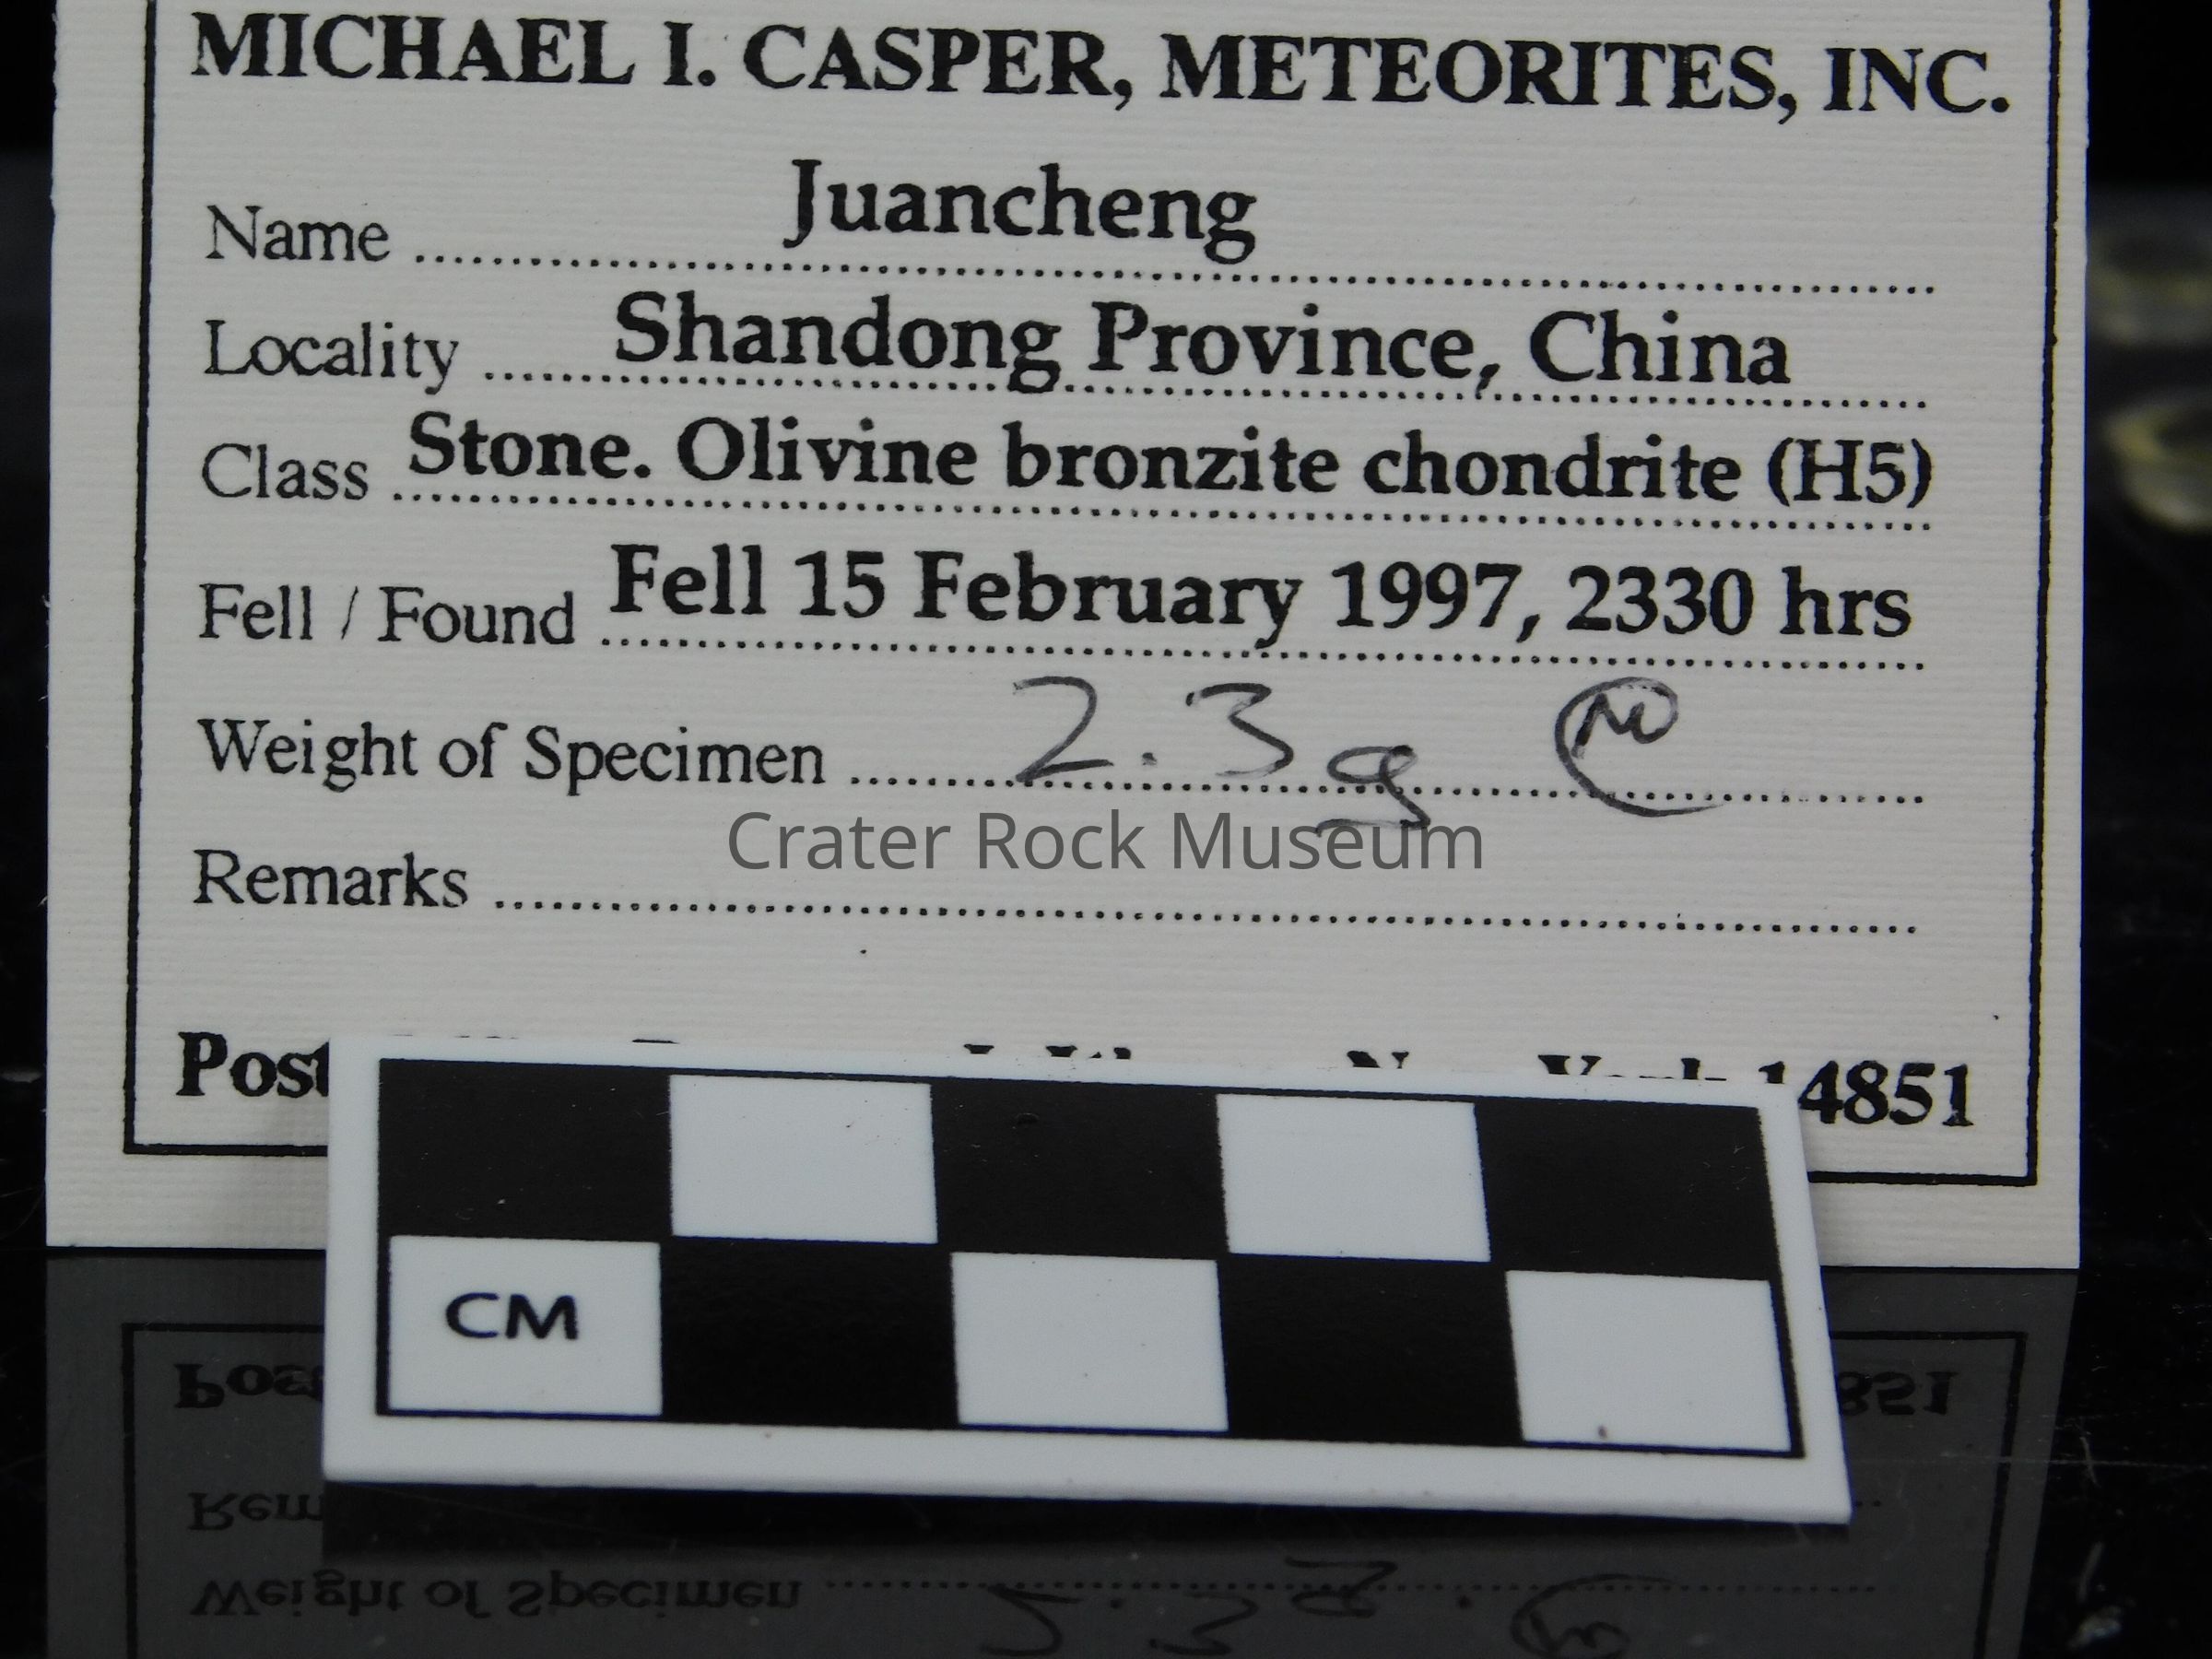 MICHAEL I. CASPER, METEORITES, INC.
Name Juancheng
Locality Shandong Province, China
Class Stone. Olivine bronzite chondrite (H5)
Fell / Found Fell 15 February 1997, 2330 hrs
Weight of Specimen 2.3g
Crater Rock Museum
Remarks
Post 14851
CM